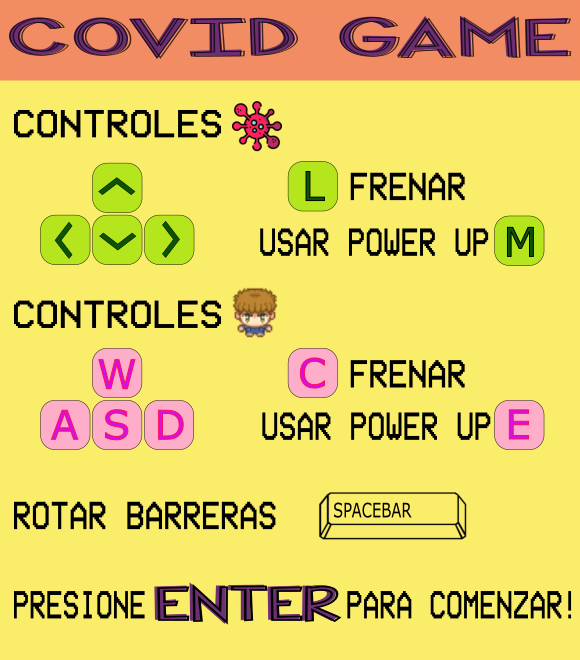 COVID GAME
CONTROLES
L FRENAR
USAR POWER UP M
CONTROLES
W
C FRENAR
A S D
USAR POWER UP E
ROTAR BARRERAS SPACEBAR
PRESIONE ENTER PARA COMENZAR!